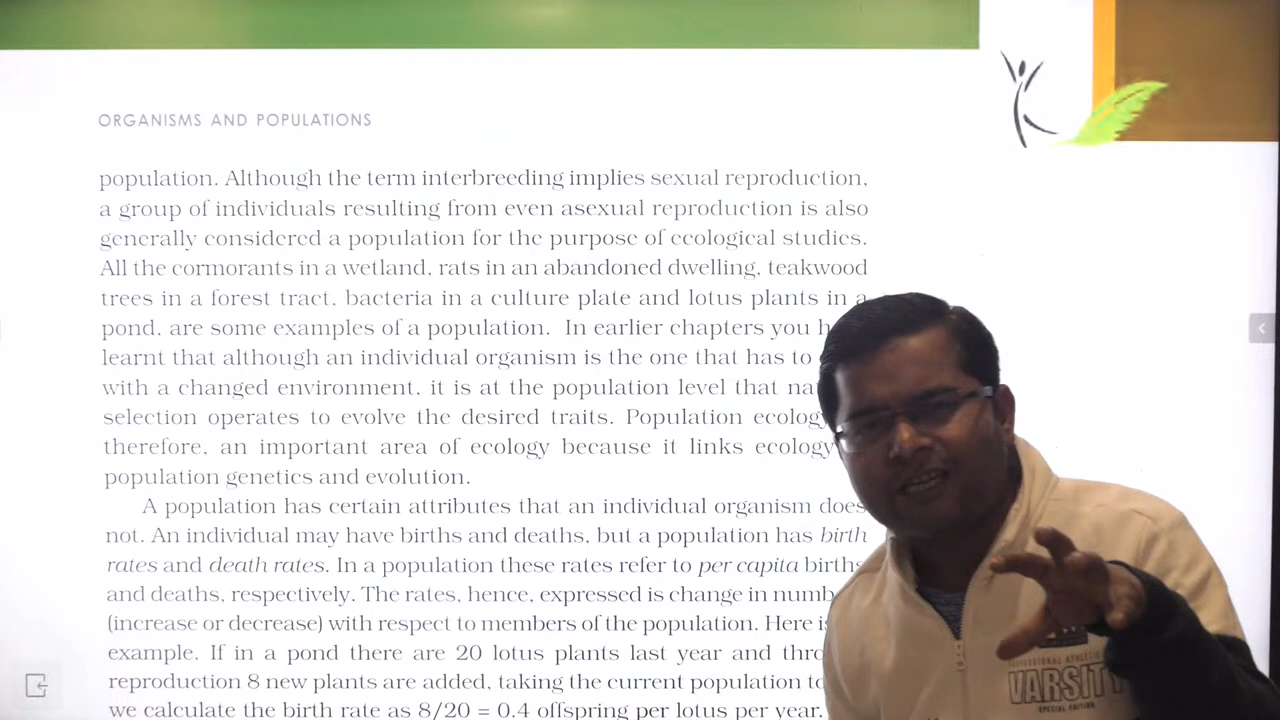 ORGANISMS AND POPULATIONS
population. Although the term interbreeding implies sexual reproduction,
a group of individuals resulting from even asexual reproduction is also
generally considered a population for the purpose of ecological studies.
All the cormorants in a wetland, rats in an abandoned dwelling, teakwood
trees in a forest tract, bacteria in a culture plate and lotus plants in a
pond, are some examples of a population. In earlier chapters you
learnt that although an individual organism is the one that has to
with a changed environment, it is at the population level that
selection operates to evolve the desired traits. Population ecology
therefore, an important area of ecology because it links ecology
population genetics and evolution.
A population has certain attributes that an individual organism does
not. An individual may have births and deaths, but a population has birth
rates and death rates. In a population these rates refer to per capita births
and deaths, respectively. The rates, hence, expressed is change in numb
(increase or decrease) with respect to members of the population. Here is
example. If in a pond there are 20 lotus plants last year and thro
reproduction 8 new plants are added, taking the current population to
we calculate the birth rate as 8/20 = 0.4 offspring per lotus per year.
VARSITY
SPECIAL EDITION